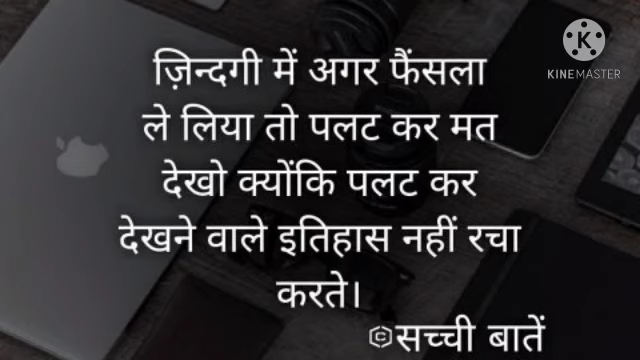 KINEMASTER
ज़िन्दगी में अगर फैंसला
ले लिया तो पलट कर मत
देखो क्योंकि पलट कर
देखने वाले इतिहास नहीं रचा
करते।
©सच्ची बातें